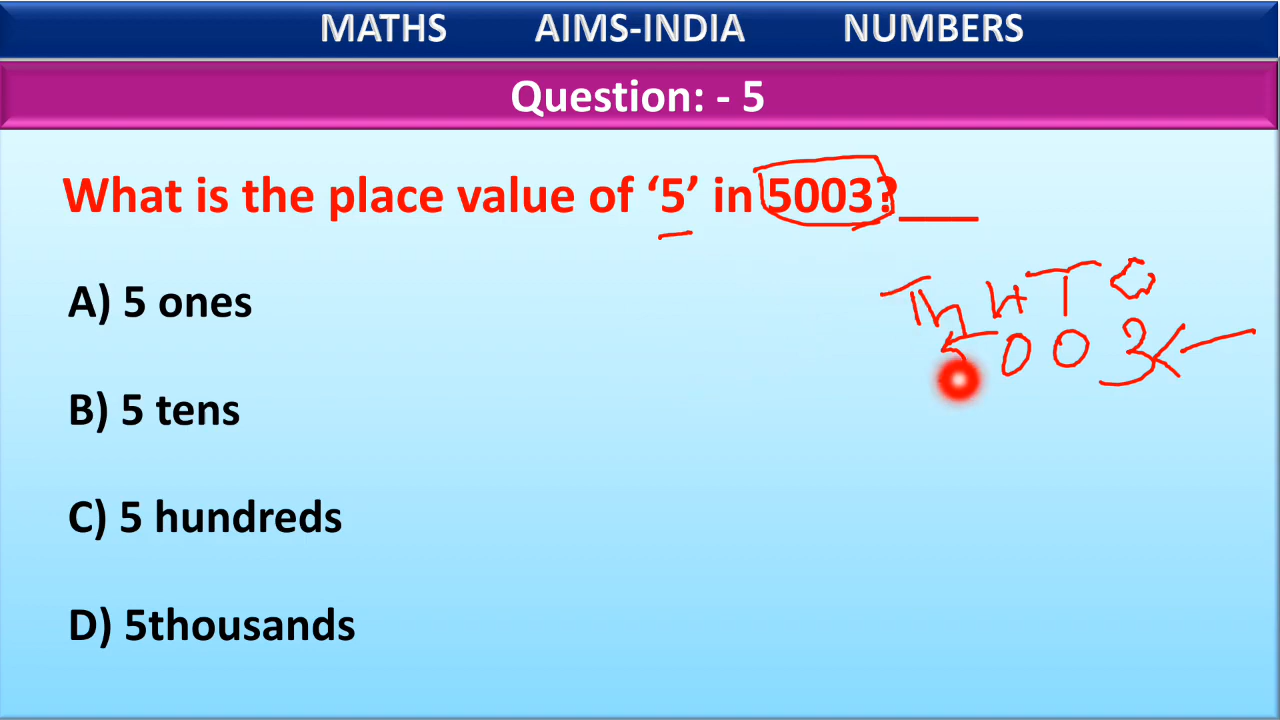 MATHS AIMS-INDIA NUMBERS
Question: - 5
What is the place value of ‘5’ in 5003?___
Th H T O
5 0 0 3
A) 5 ones
B) 5 tens
C) 5 hundreds
D) 5thousands